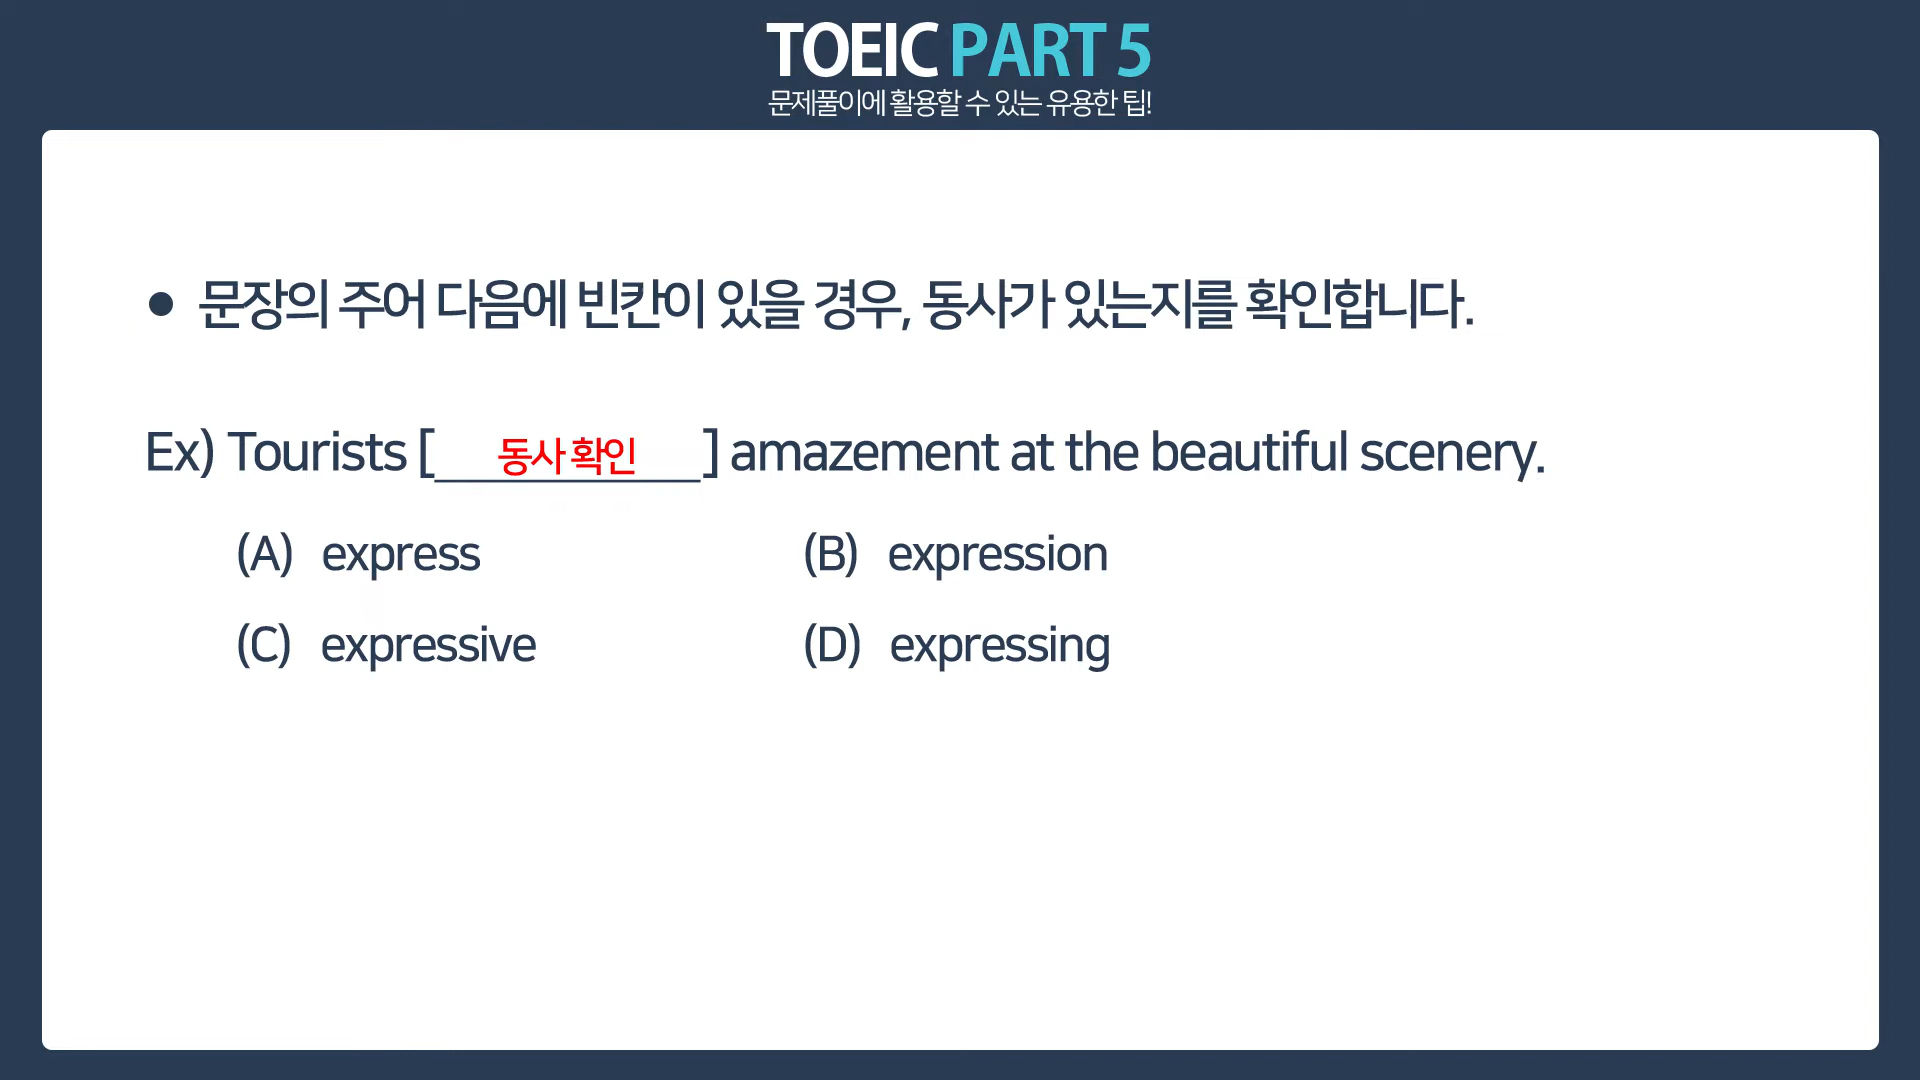 TOEIC PART 5
문제풀이에 활용할 수 있는 유용한 팁!
● 문장의 주어 다음에 빈칸이 있을 경우, 동사가 있는지를 확인합니다.
Ex) Tourists [ 동사 확인 ] amazement at the beautiful scenery.
(A) express (B) expression
(C) expressive (D) expressing